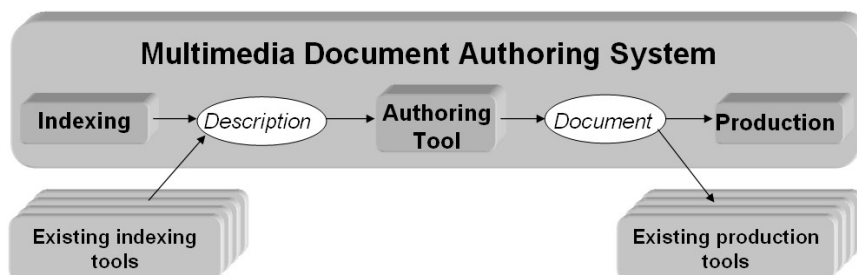 Multimedia Document Authoring System
Indexing
Description
Authoring
Tool
Document
Production
Existing indexing
tools
Existing production
tools